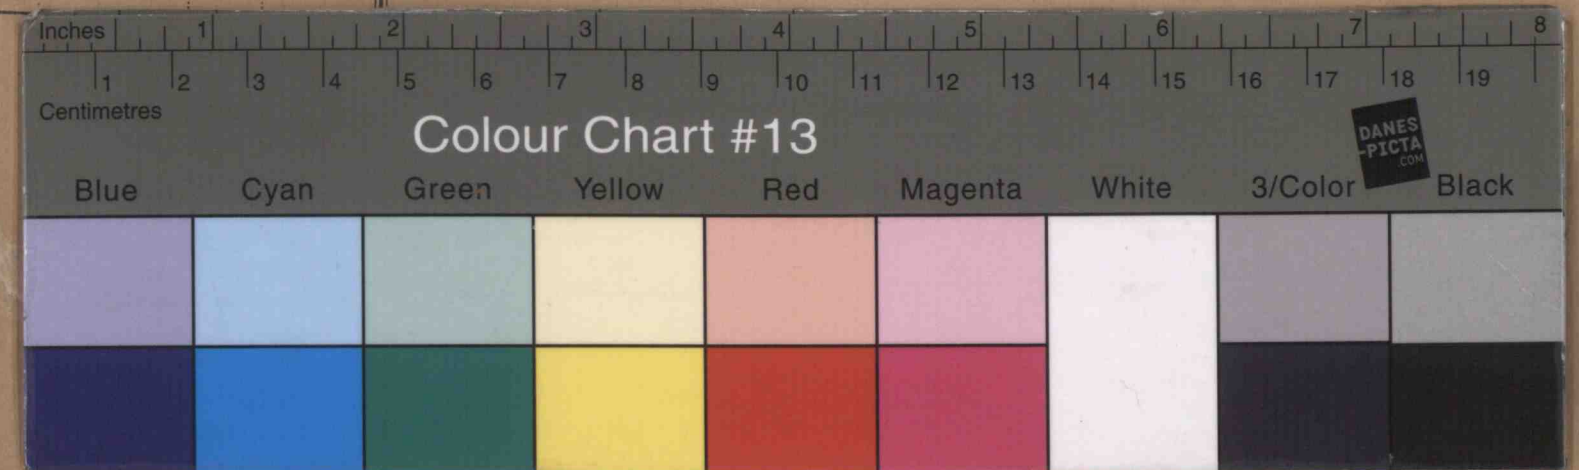 Inches 1 2 3 4 5 6 7 8
1 2 3 4 5 6 7 8 9 10 11 12 13 14 15 16 17 18 19
Centimetres
Colour Chart #13
DANES
-PICTA
.COM
Blue Cyan Green Yellow Red Magenta White 3/Color Black